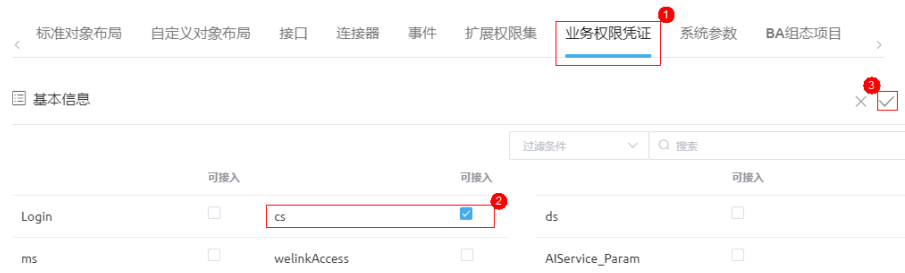 1
标准对象布局 自定义对象布局 接口 连接器 事件 扩展权限集 业务权限凭证 系统参数 BA组态项目
基本信息
3
过滤条件 搜索
可接入 可接入 可接入
2
Login cs ds
ms welinkAccess AIService_Param